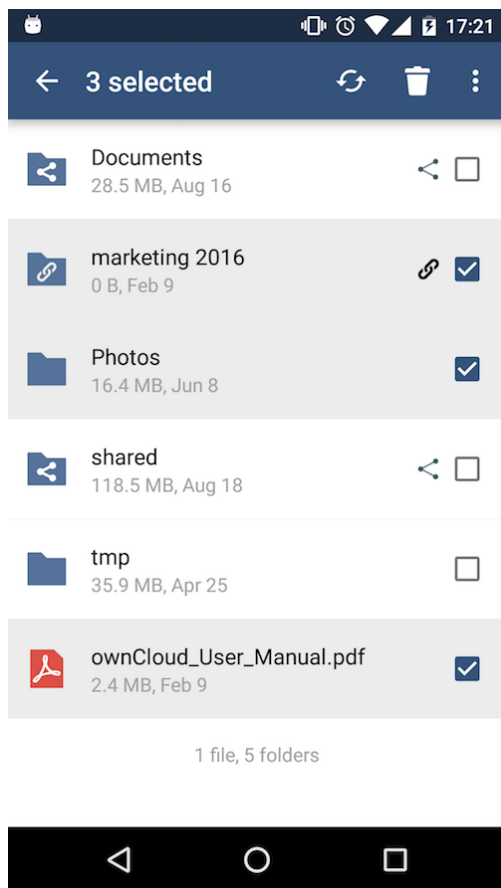 17:21
3 selected
Documents
28.5 MB, Aug 16
marketing 2016
0 B, Feb 9
Photos
16.4 MB, Jun 8
shared
118.5 MB, Aug 18
tmp
35.9 MB, Apr 25
ownCloud_User_Manual.pdf
2.4 MB, Feb 9
1 file, 5 folders